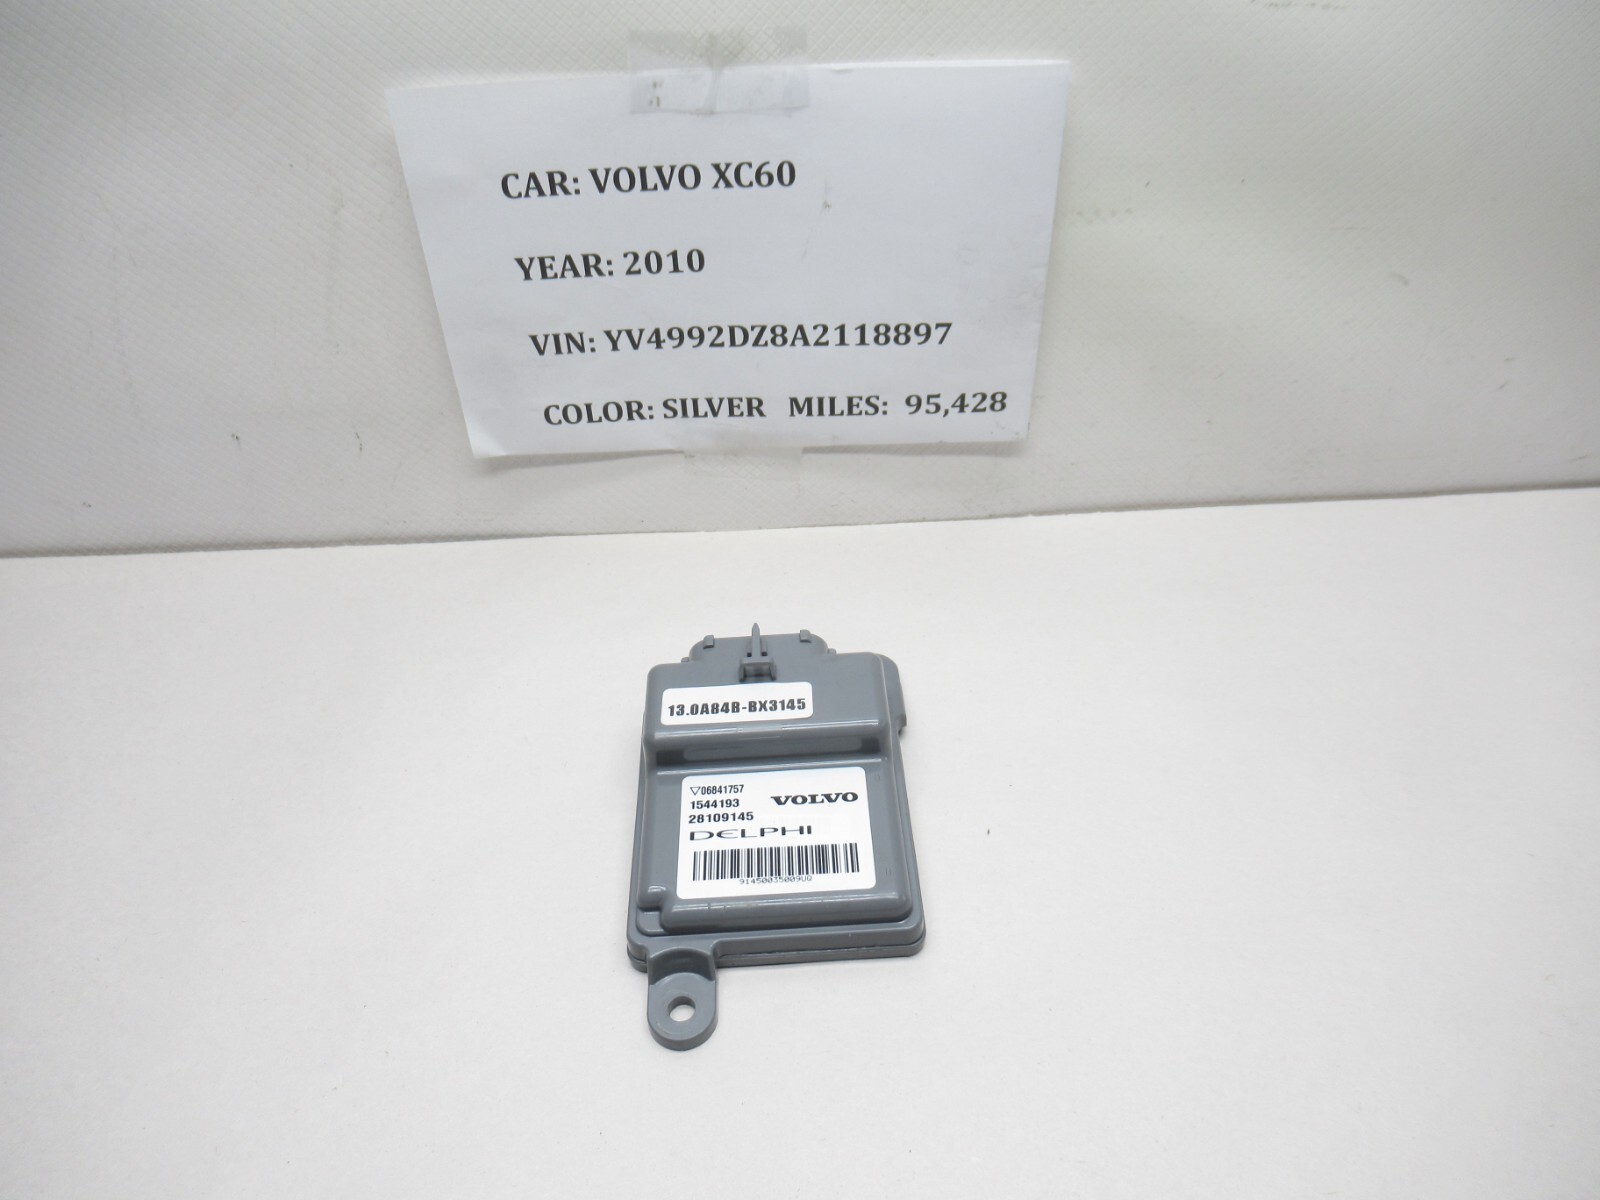 CAR: VOLVO XC60
YEAR: 2010
VIN: YV4992DZ8A2118897
COLOR: SILVER MILES: 95,428
13.0A84B-BX3145
▽06841757
1544193 VOLVO
28109145
DELPHI
91450035009UQ